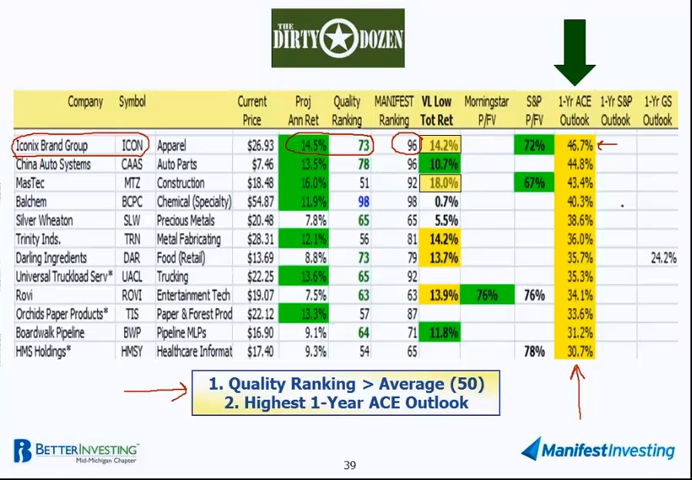 THE DIRTY DOZEN
Company Symbol Current Price Proj Ann Ret Quality Ranking MANIFEST Ranking VL Low Tot Ret Morningstar P/FV S&P P/FV 1-Yr ACE Outlook 1-Yr S&P Outlook 1-Yr GS Outlook
Iconix Brand Group ICON Apparel $26.93 14.5% 73 96 14.2% 72% 46.7%
China Auto Systems CAAS Auto Parts $7.46 13.5% 78 98 10.7% 44.8%
MasTec MTZ Construction $18.48 16.0% 51 92 18.0% 67% 43.4%
Balchem BCPC Chemical (Specialty) $54.87 11.9% 98 98 0.7% 40.3%
Silver Wheaton SLW Precious Metals $20.48 7.8% 65 65 5.5% 38.6%
Trinity Inds. TRN Metal Fabricating $28.31 12.1% 56 81 14.2% 36.0%
Darling Ingredients DAR Food (Retail) $13.69 8.8% 73 79 13.7% 35.7% 24.2%
Universal Truckload Serv* UACL Trucking $22.25 13.6% 65 92 35.3%
Rovi ROVI Entertainment Tech $19.07 7.5% 63 63 13.9% 76% 76% 34.1%
Orchids Paper Products* TIS Paper & Forest Prod $22.12 13.3% 57 87 33.6%
Boardwalk Pipeline BWP Pipeline MLPs $16.90 9.1% 64 71 11.8% 31.2%
HMS Holdings* HMSY Healthcare Informat $17.40 9.3% 54 65 78% 30.7%
1. Quality Ranking > Average (50)
2. Highest 1-Year ACE Outlook
BETTERINVESTING™
Mid-Michigan Chapter
39
ManifestInvesting